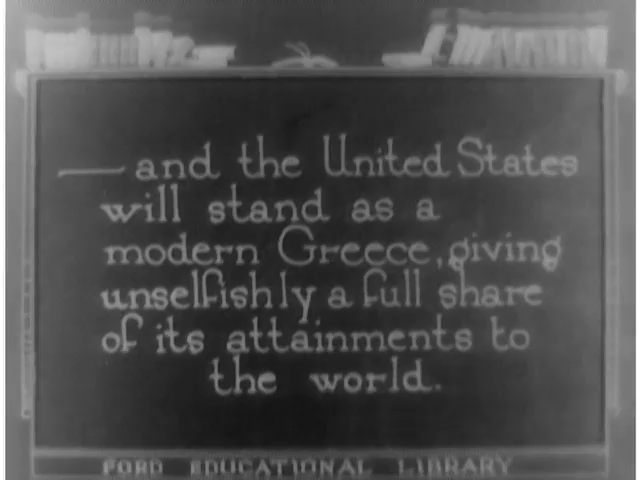 — and the United States
will stand as a
modern Greece, giving
unselfishly a full share
of its attainments to
the world.
FORD EDUCATIONAL LIBRARY